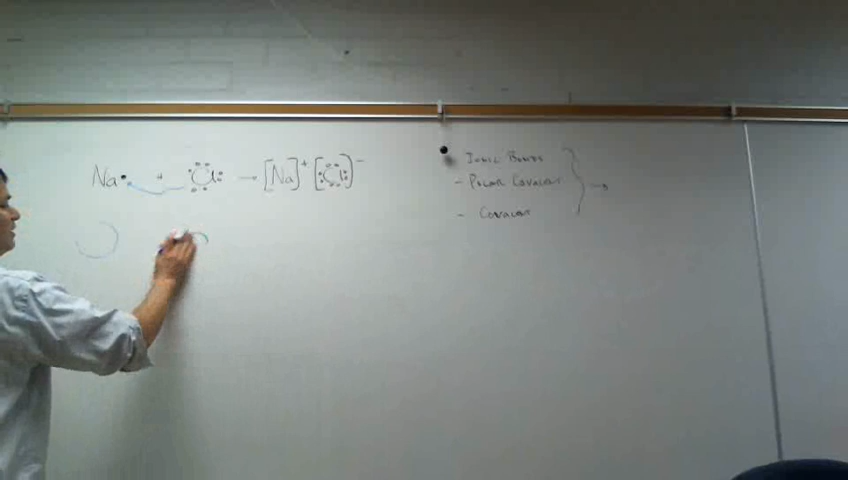 Na• + Cl → [Na]⁺ [Cl]⁻
Ionic Bonds
- Polar Covalent } →
- Covalent